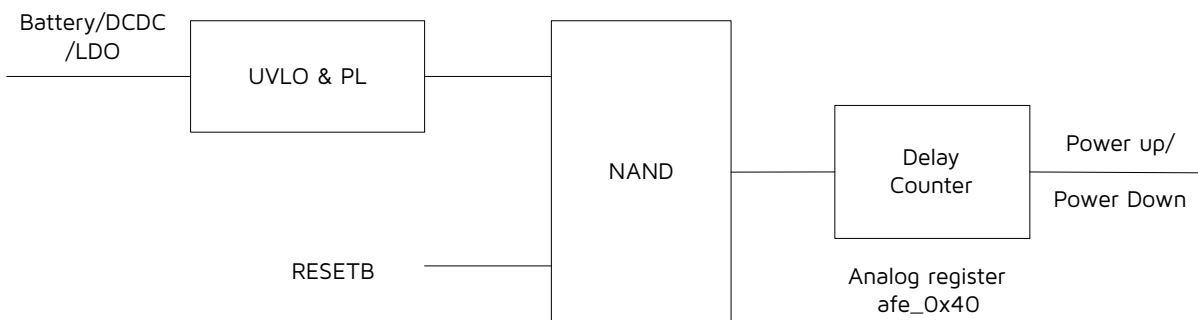 Battery/DCDC
/LDO
UVLO & PL
NAND
RESETB
Delay
Counter
Power up/
Power Down
Analog register
afe_0x40